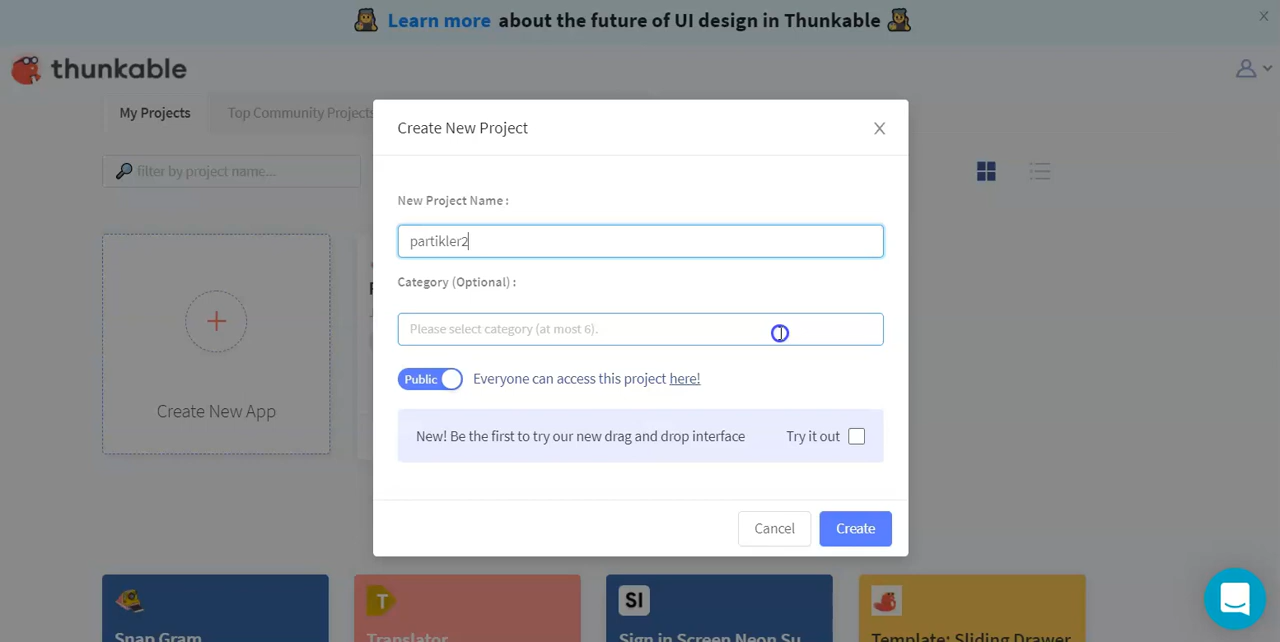 Learn more about the future of UI design in Thunkable
thunkable
My Projects
Top Community Projects
filter by project name...
Create New App
Create New Project
New Project Name :
partikler2
Category (Optional) :
Please select category (at most 6).
Public
Everyone can access this project here!
New! Be the first to try our new drag and drop interface
Try it out
Cancel
Create
Snap Gram
T
Translator
SI
Sign in Screen Neon Su
Template: Sliding Drawer